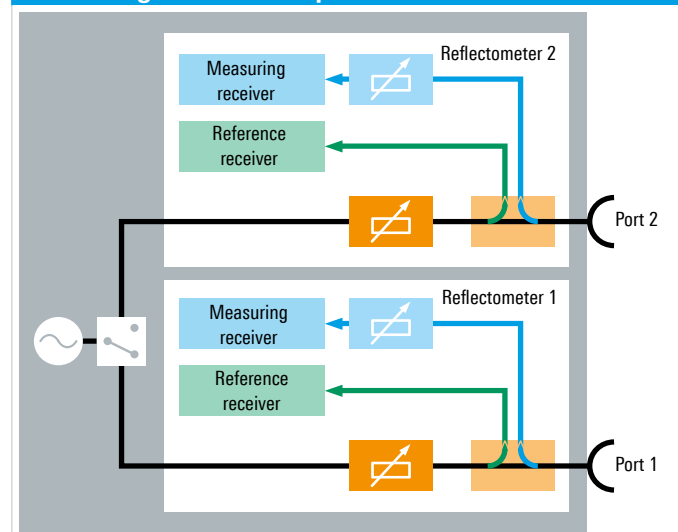 Reflectometer 2
Measuring
receiver
Reference
receiver
Port 2
Reflectometer 1
Measuring
receiver
Reference
receiver
Port 1